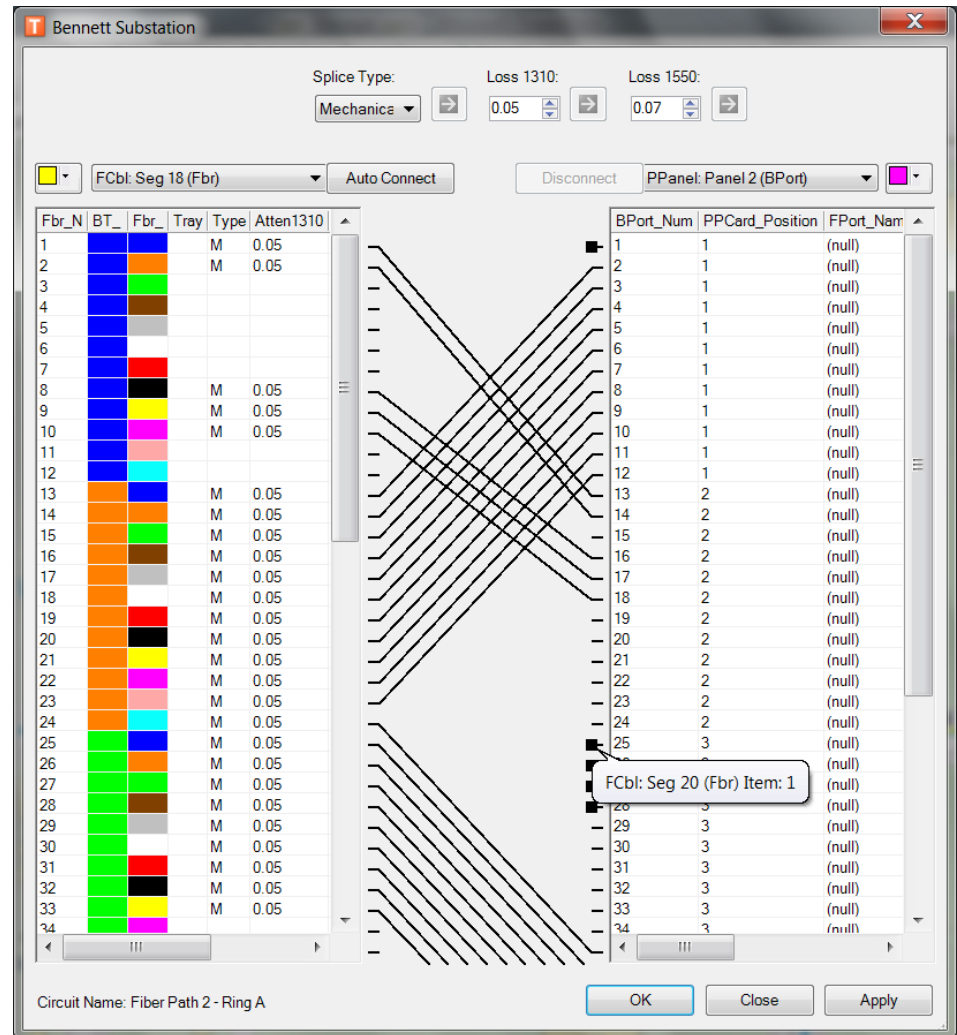 T Bennett Substation X
Splice Type: Loss 1310: Loss 1550:
Mechanica 0.05 0.07
FCbl: Seg 18 (Fbr) Auto Connect Disconnect PPanel: Panel 2 (BPort)
Fbr_N BT_ Fbr_ Tray Type Atten1310 BPort_Num PPCard_Position FPort_Nam
1 M 0.05 1 1 (null)
2 M 0.05 2 1 (null)
3 3 1 (null)
4 4 1 (null)
5 5 1 (null)
6 6 1 (null)
7 7 1 (null)
8 M 0.05 8 1 (null)
9 M 0.05 9 1 (null)
10 M 0.05 10 1 (null)
11 11 1 (null)
12 12 1 (null)
13 M 0.05 13 2 (null)
14 M 0.05 14 2 (null)
15 M 0.05 15 2 (null)
16 M 0.05 16 2 (null)
17 M 0.05 17 2 (null)
18 M 0.05 18 2 (null)
19 M 0.05 19 2 (null)
20 M 0.05 20 2 (null)
21 M 0.05 21 2 (null)
22 M 0.05 22 2 (null)
23 M 0.05 23 2 (null)
24 M 0.05 24 2 (null)
25 M 0.05 25 3 (null)
26 M 0.05 (null)
27 M 0.05 FCbl: Seg 20 (Fbr) Item: 1 (null)
28 M 0.05 28 3 (null)
29 M 0.05 29 3 (null)
30 M 0.05 30 3 (null)
31 M 0.05 31 3 (null)
32 M 0.05 32 3 (null)
33 M 0.05 33 3 (null)
34 34 3 (null)
Circuit Name: Fiber Path 2 - Ring A OK Close Apply